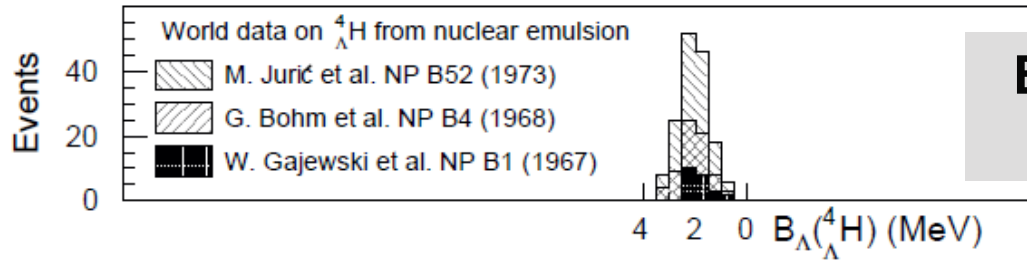 World data on ⁴ΛH from nuclear emulsion
M. Jurić et al. NP B52 (1973)
G. Bohm et al. NP B4 (1968)
W. Gajewski et al. NP B1 (1967)
Events
40
20
0
4 2 0 BΛ(⁴ΛH) (MeV)